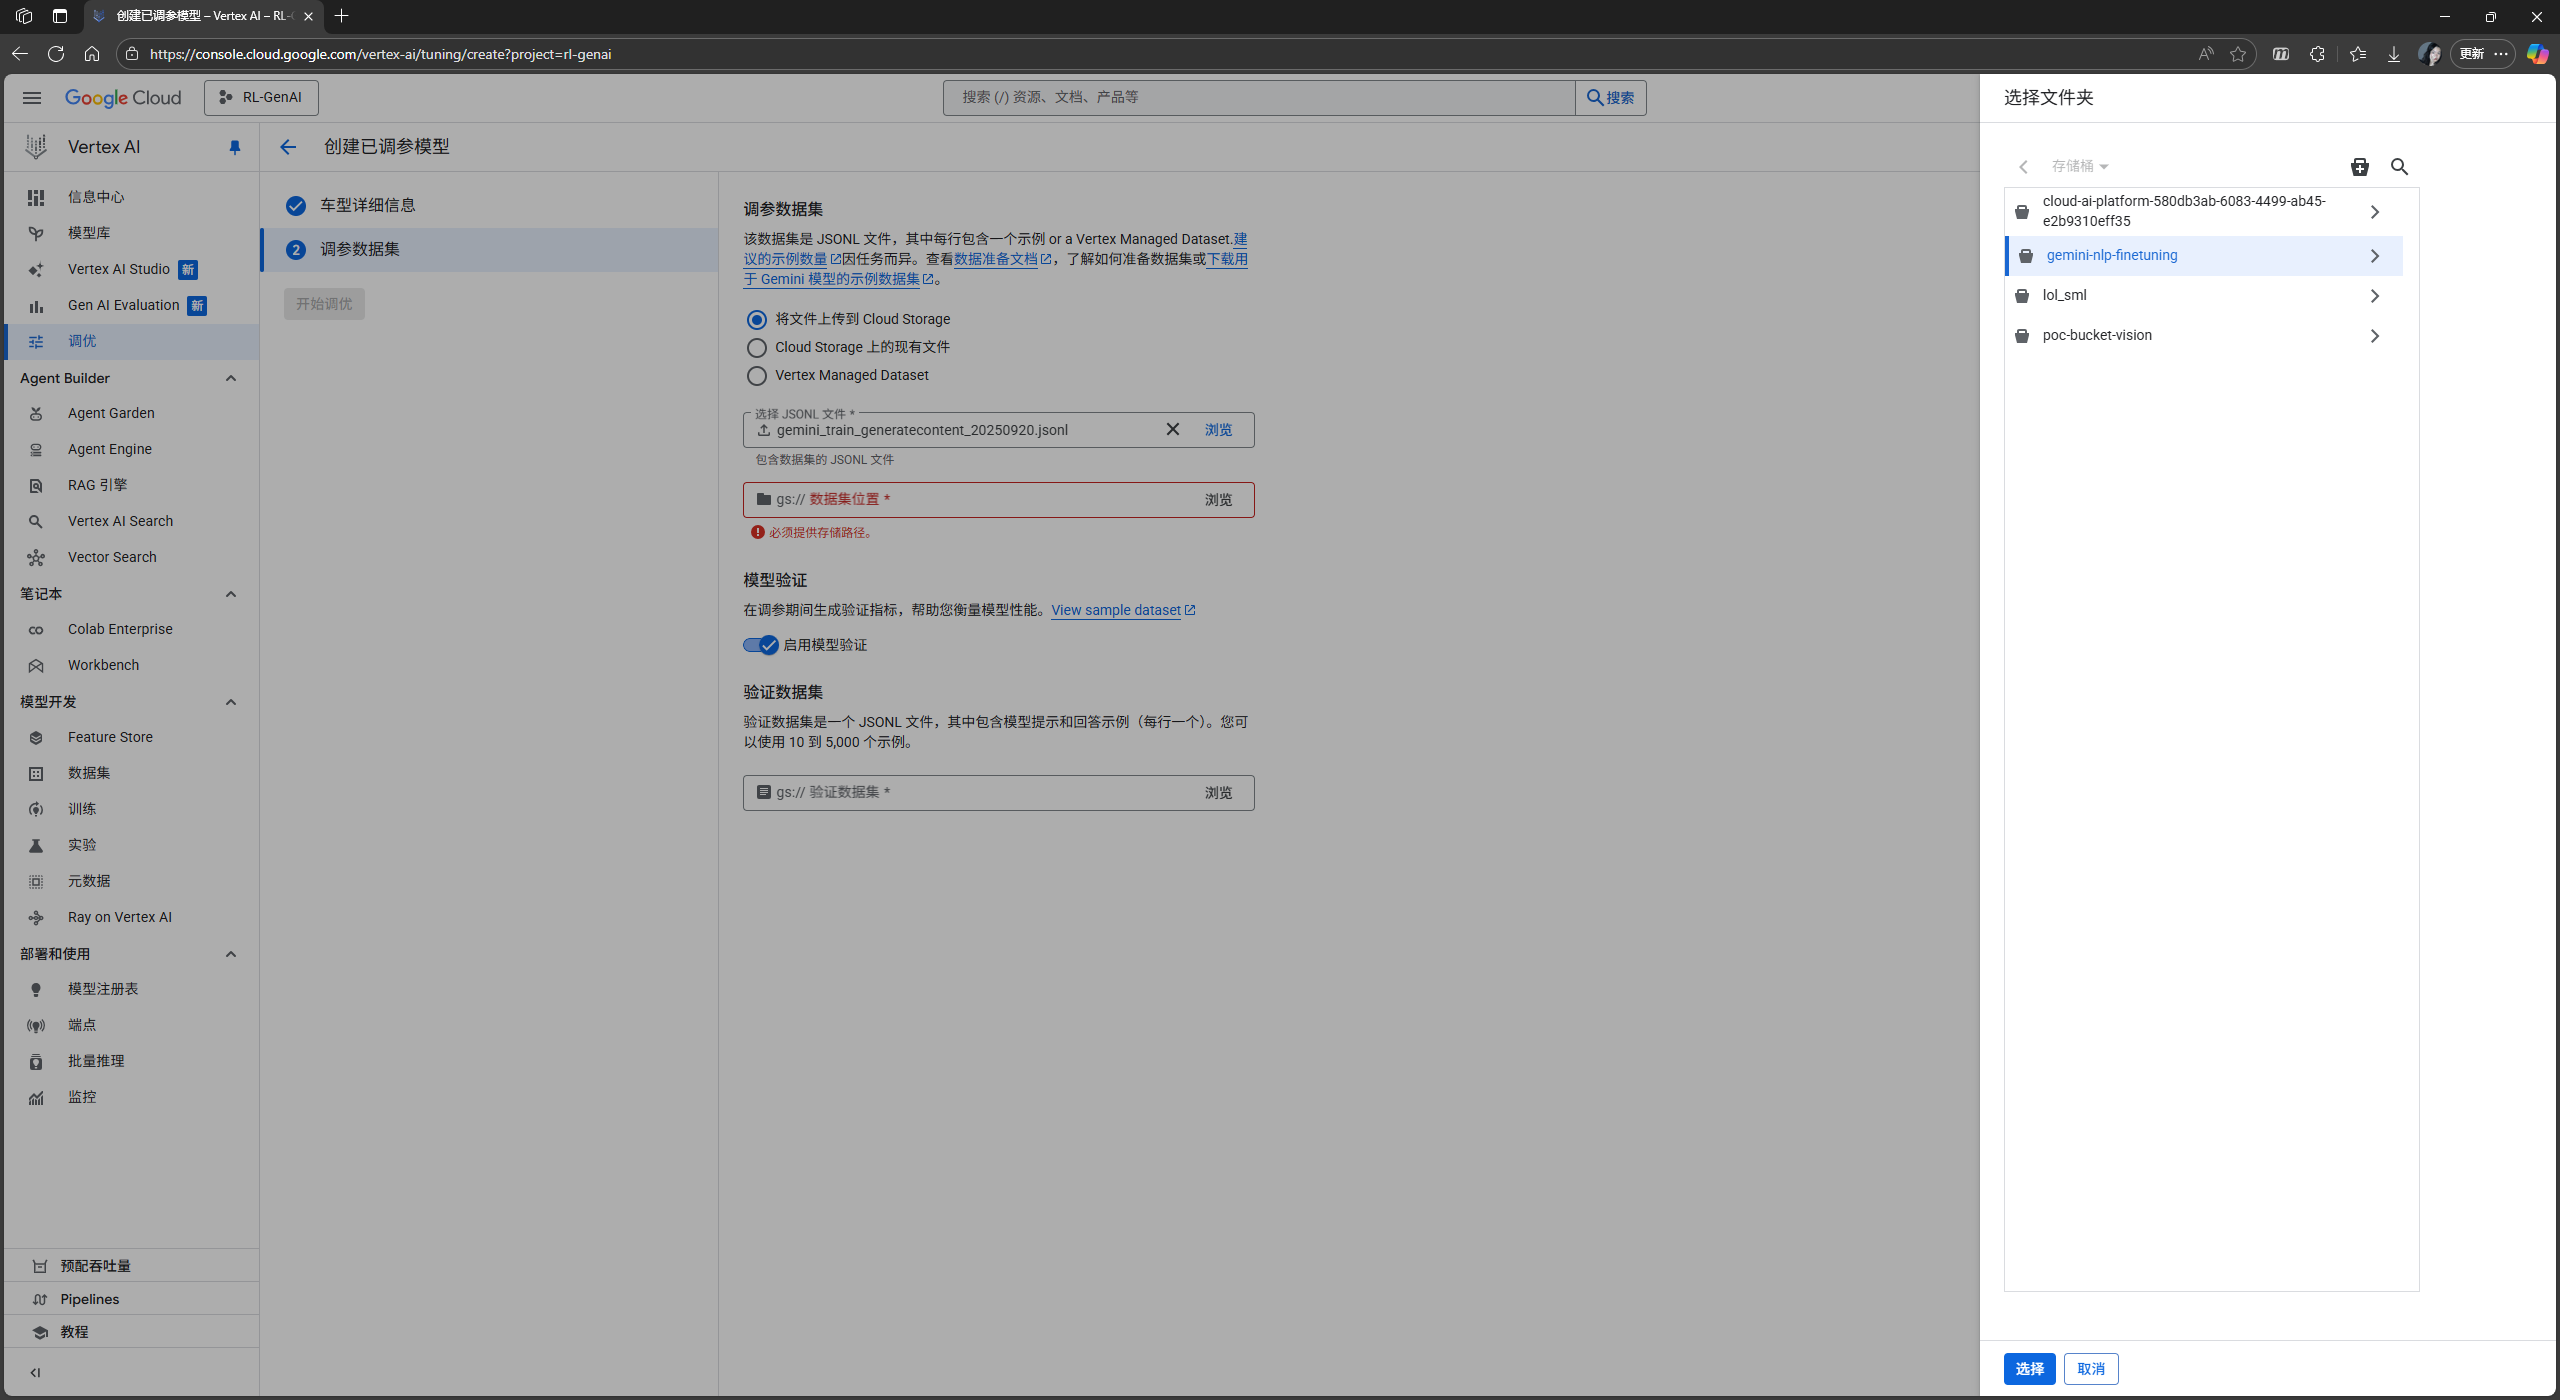 创建已调参模型 – Vertex AI – RL-G
https://console.cloud.google.com/vertex-ai/tuning/create?project=rl-genai
更新
Google Cloud
RL-GenAI
搜索 (/) 资源、文档、产品等
搜索
Vertex AI
信息中心
模型库
Vertex AI Studio 新
Gen AI Evaluation 新
调优
Agent Builder
Agent Garden
Agent Engine
RAG 引擎
Vertex AI Search
Vector Search
笔记本
Colab Enterprise
Workbench
模型开发
Feature Store
数据集
训练
实验
元数据
Ray on Vertex AI
部署和使用
模型注册表
端点
批量推理
监控
预配吞吐量
Pipelines
教程
创建已调参模型
车型详细信息
2 调参数据集
开始调优
调参数据集
该数据集是 JSONL 文件，其中每行包含一个示例 or a Vertex Managed Dataset.建
议的示例数量因任务而异。查看数据准备文档，了解如何准备数据集或下载用
于 Gemini 模型的示例数据集。
将文件上传到 Cloud Storage
Cloud Storage 上的现有文件
Vertex Managed Dataset
选择 JSONL 文件 *
gemini_train_generatecontent_20250920.jsonl 浏览
包含数据集的 JSONL 文件
gs:// 数据集位置 * 浏览
必须提供存储路径。
模型验证
在调参期间生成验证指标，帮助您衡量模型性能。View sample dataset
启用模型验证
验证数据集
验证数据集是一个 JSONL 文件，其中包含模型提示和回答示例（每行一个）。您可
以使用 10 到 5,000 个示例。
gs:// 验证数据集 * 浏览
选择文件夹
存储桶
cloud-ai-platform-580db3ab-6083-4499-ab45-
e2b9310eff35
gemini-nlp-finetuning
lol_sml
poc-bucket-vision
选择 取消